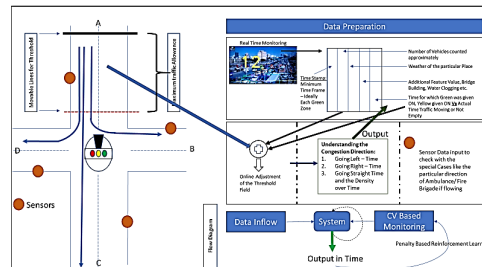 A
Movable Lines for Threshold
Maximum Traffic Allowance
D
B
Sensors
C
Data Preparation
Real Time Monitoring
12
Time Stamp:
Minimum
Time Frame
– Ideally
Each Green
Zone
Number of Vehicles counted
approximately
Weather of the particular Place
Additional Feature Value, Bridge
Building, Water Clogging etc.
Time for which Green was given
ON, Yellow given ON Vs Actual
Time Traffic Moving or Not
Empty
Output
Online Adjustment
of the Threshold
Field
Understanding the
Congestion Direction:
1. Going Left – Time
2. Going Right – Time
3. Going Straight Time
and the Density
over Time
Sensor Data input to
check with the
special Cases like the
particular direction
of Ambulance/Fire
Brigade if flowing
Flow Diagram
Data Inflow
System
CV Based
Monitoring
Output in Time
Penalty Based Reinforcement Learn